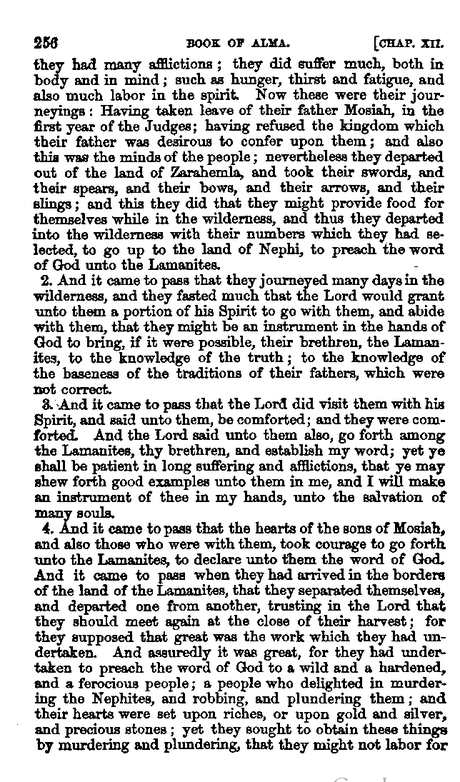 256 BOOK OF ALMA. [CHAP. XII.
they had many afflictions; they did suffer much, both in
body and in mind; such as hunger, thirst and fatigue, and
also much labor in the spirit. Now these were their jour-
neyings: Having taken leave of their father Mosiah, in the
first year of the Judges; having refused the kingdom which
their father was desirous to confer upon them; and also
this was the minds of the people; nevertheless they departed
out of the land of Zarahemla, and took their swords, and
their spears, and their bows, and their arrows, and their
slings; and this they did that they might provide food for
themselves while in the wilderness, and thus they departed
into the wilderness with their numbers which they had se-
lected, to go up to the land of Nephi, to preach the word
of God unto the Lamanites.
2. And it came to pass that they journeyed many days in the
wilderness, and they fasted much that the Lord would grant
unto them a portion of his Spirit to go with them, and abide
with them, that they might be an instrument in the hands of
God to bring, if it were possible, their brethren, the Laman-
ites, to the knowledge of the truth; to the knowledge of
the baseness of the traditions of their fathers, which were
not correct.
3. And it came to pass that the Lord did visit them with his
Spirit, and said unto them, be comforted; and they were com-
forted. And the Lord said unto them also, go forth among
the Lamanites, thy brethren, and establish my word; yet ye
shall be patient in long suffering and afflictions, that ye may
shew forth good examples unto them in me, and I will make
an instrument of thee in my hands, unto the salvation of
many souls.
4. And it came to pass that the hearts of the sons of Mosiah,
and also those who were with them, took courage to go forth
unto the Lamanites, to declare unto them the word of God.
And it came to pass when they had arrived in the borders
of the land of the Lamanites, that they separated themselves,
and departed one from another, trusting in the Lord that
they should meet again at the close of their harvest; for
they supposed that great was the work which they had un-
dertaken. And assuredly it was great, for they had under-
taken to preach the word of God to a wild and a hardened,
and a ferocious people; a people who delighted in murder-
ing the Nephites, and robbing, and plundering them; and
their hearts were set upon riches, or upon gold and silver,
and precious stones; yet they sought to obtain these things
by murdering and plundering, that they might not labor for